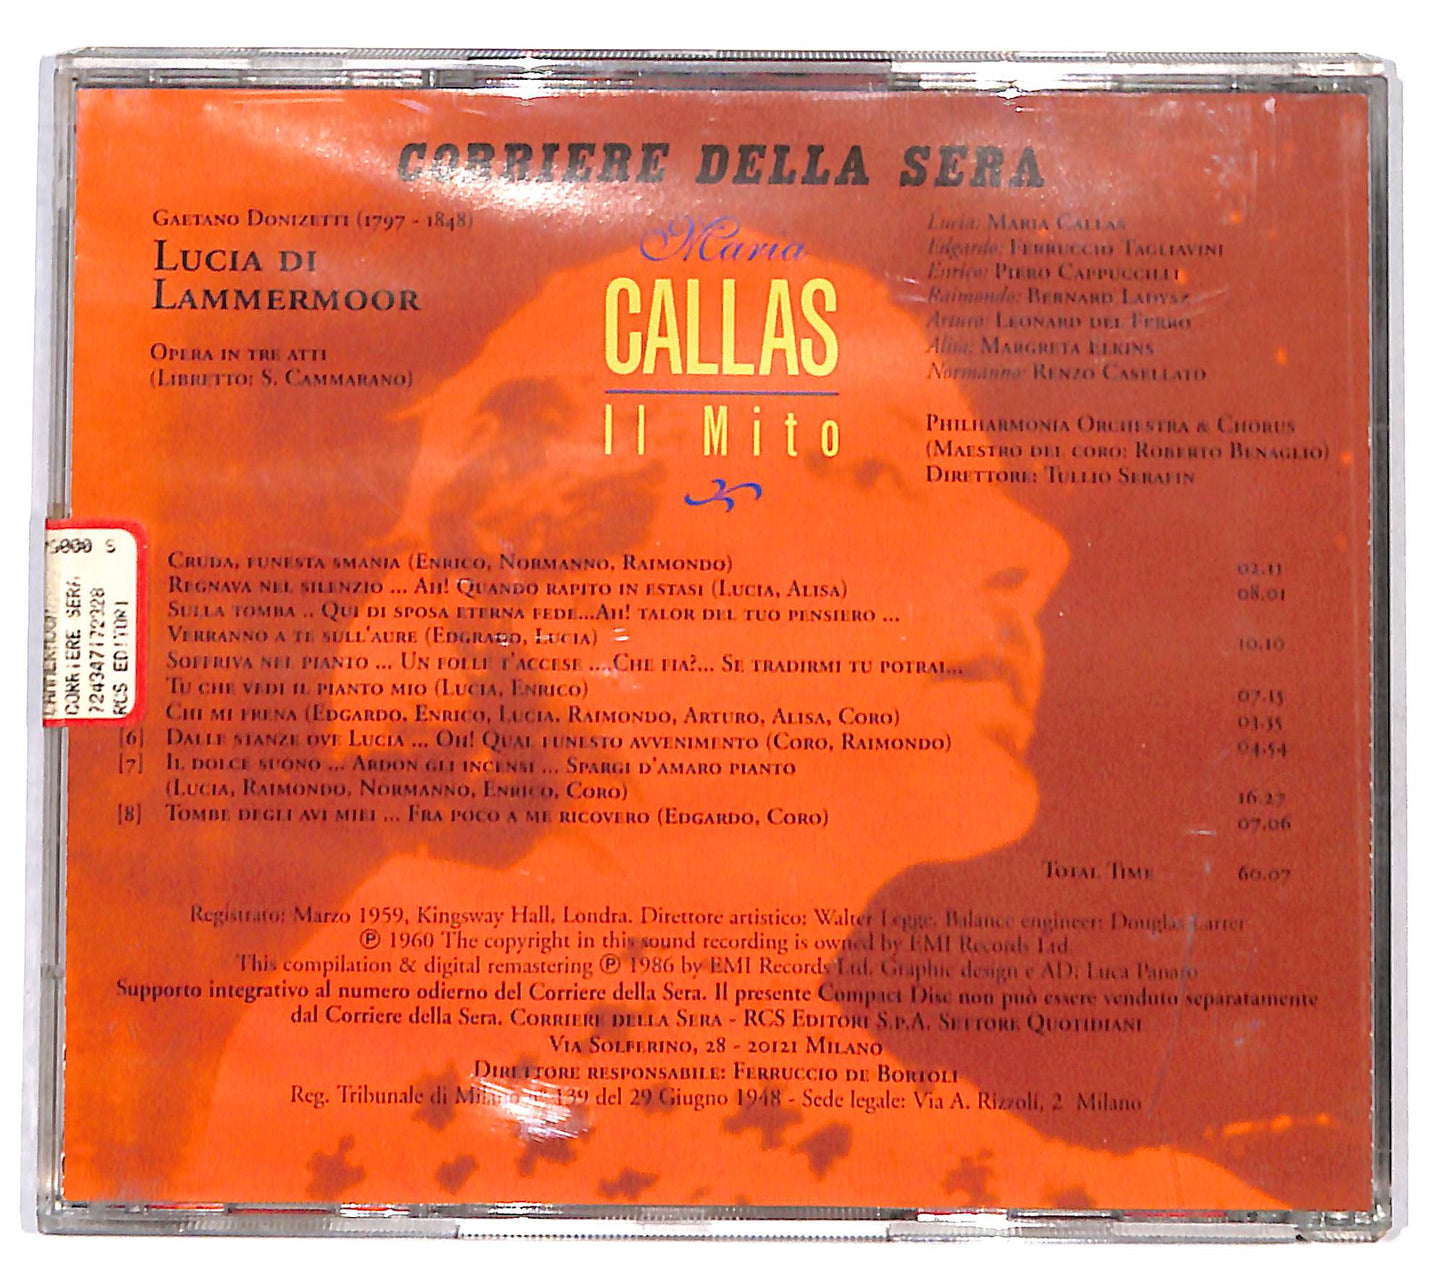 CORRIERE DELLA SERA
GAETANO DONIZETTI (1797 - 1848)
LUCIA DI
LAMMERMOOR
OPERA IN TRE ATTI
(LIBRETTO: S. CAMMARANO)
Maria
CALLAS
Il Mito
Lucia: MARIA CALLAS
Edgardo: FERRUCCIO TAGLIAVINI
Enrico: PIERO CAPPUCCILLI
Raimondo: BERNARD LADYSZ
Arturo: LEONARD DEL FERRO
Alisa: MARGRETA ELKINS
Normanno: RENZO CASELLATO
PHILHARMONIA ORCHESTRA & CHORUS
(MAESTRO DEL CORO: ROBERTO BENAGLIO)
DIRETTORE: TULLIO SERAFIN
5000 S
LAMMERMOOR
CORRIERE SERA
724347172328
RCS EDITORI
CRUDA, FUNESTA SMANIA (ENRICO, NORMANNO, RAIMONDO) 02.13
REGNAVA NEL SILENZIO ... AH! QUANDO RAPITO IN ESTASI (LUCIA, ALISA) 08.01
SULLA TOMBA .. QUI DI SPOSA ETERNA FEDE...AH! TALOR DEL TUO PENSIERO ...
VERRANNO A TE SULL'AURE (EDGRADO, LUCIA) 10.10
SOFFRIVA NEL PIANTO ... UN FOLLE T'ACCESE ....CHE FIA?... SE TRADIRMI TU POTRAI...
TU CHE VEDI IL PIANTO MIO (LUCIA, ENRICO) 07.15
CHI MI FRENA (EDGARDO, ENRICO, LUCIA, RAIMONDO, ARTURO, ALISA, CORO) 03.35
[6] DALLE STANZE OVE LUCIA ... OH! QUAL FUNESTO AVVENIMENTO (CORO, RAIMONDO) 04.54
[7] IL DOLCE SUONO ... ARDON GLI INCENSI ... SPARGI D'AMARO PIANTO
(LUCIA, RAIMONDO, NORMANNO, ENRICO, CORO) 16.27
[8] TOMBE DEGLI AVI MIEI ... FRA POCO A ME RICOVERO (EDGARDO, CORO) 07.06
TOTAL TIME 60.07
Registrato: Marzo 1959, Kingsway Hall, Londra. Direttore artistico: Walter Legge. Balance engineer: Douglas Larter
℗ 1960 The copyright in this sound recording is owned by EMI Records Ltd.
This compilation & digital remastering ℗ 1986 by EMI Records Ltd. Graphic design e AD: Luca Panaro
Supporto integrativo al numero odierno del Corriere della Sera. Il presente Compact Disc non può essere venduto separatamente
dal Corriere della Sera. CORRIERE DELLA SERA - RCS EDITORI S.P.A. SETTORE QUOTIDIANI
VIA SOLFERINO, 28 - 20121 MILANO
DIRETTORE RESPONSABILE: FERRUCCIO DE BORTOLI
Reg. Tribunale di Milano n° 139 del 29 Giugno 1948 - Sede legale: Via A. Rizzoli, 2 Milano